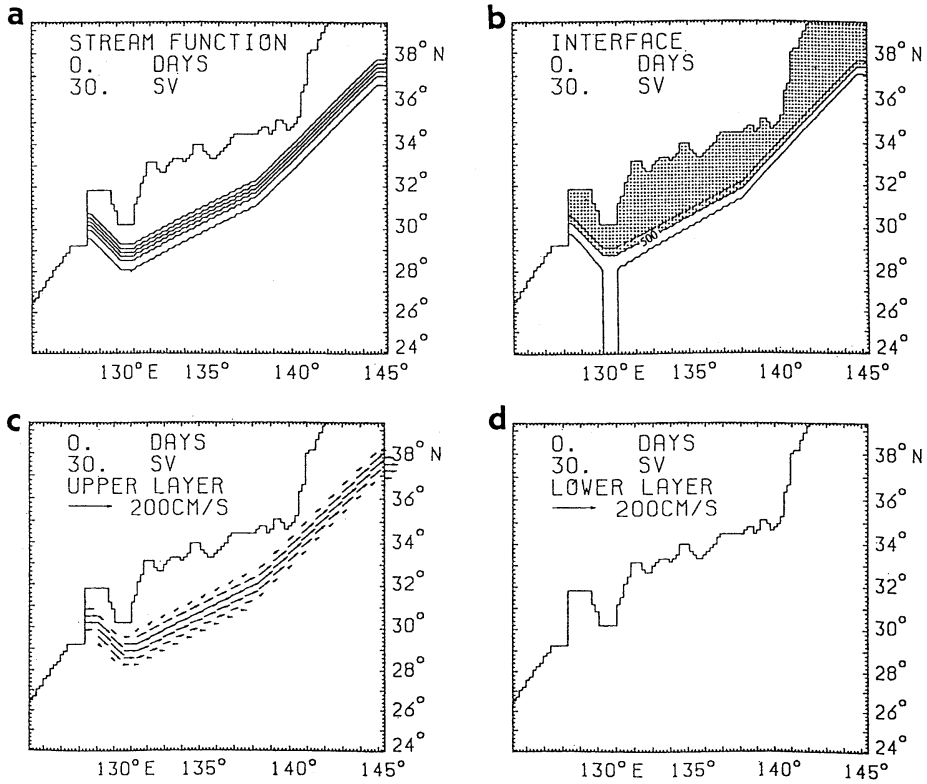 a
STREAM FUNCTION
0. DAYS
30. SV
38° N
36°
34°
32°
30°
28°
26°
24°
130° E 135° 140° 145°
b
INTERFACE
0. DAYS
30. SV
500
38° N
36°
34°
32°
30°
28°
26°
24°
130° E 135° 140° 145°
c
0. DAYS
30. SV
UPPER LAYER
200CM/S
38° N
36°
34°
32°
30°
28°
26°
24°
130° E 135° 140° 145°
d
0. DAYS
30. SV
LOWER LAYER
200CM/S
38° N
36°
34°
32°
30°
28°
26°
24°
130° E 135° 140° 145°